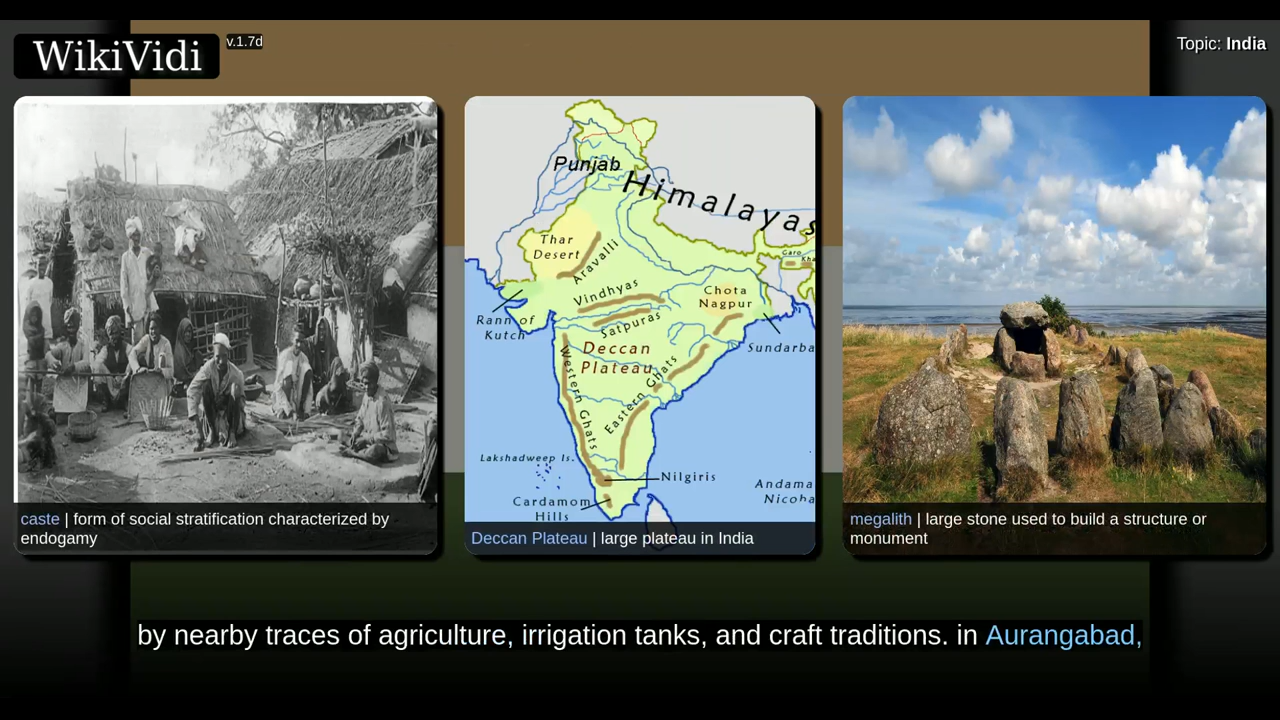 WikiVidi
v.1.7d
Topic: India
caste | form of social stratification characterized by
endogamy
Punjab
Himalayas
Thar
Desert
Aravalli
Vindhyas
Satpuras
Chota
Nagpur
Garo
Kha
Rann of
Kutch
Deccan
Plateau
Sundarba
Western Ghats
Eastern Ghats
Lakshadweep Is.
Nilgiris
Cardamom
Hills
Andama
Nicoba
Deccan Plateau | large plateau in India
megalith | large stone used to build a structure or
monument
by nearby traces of agriculture, irrigation tanks, and craft traditions. in Aurangabad,